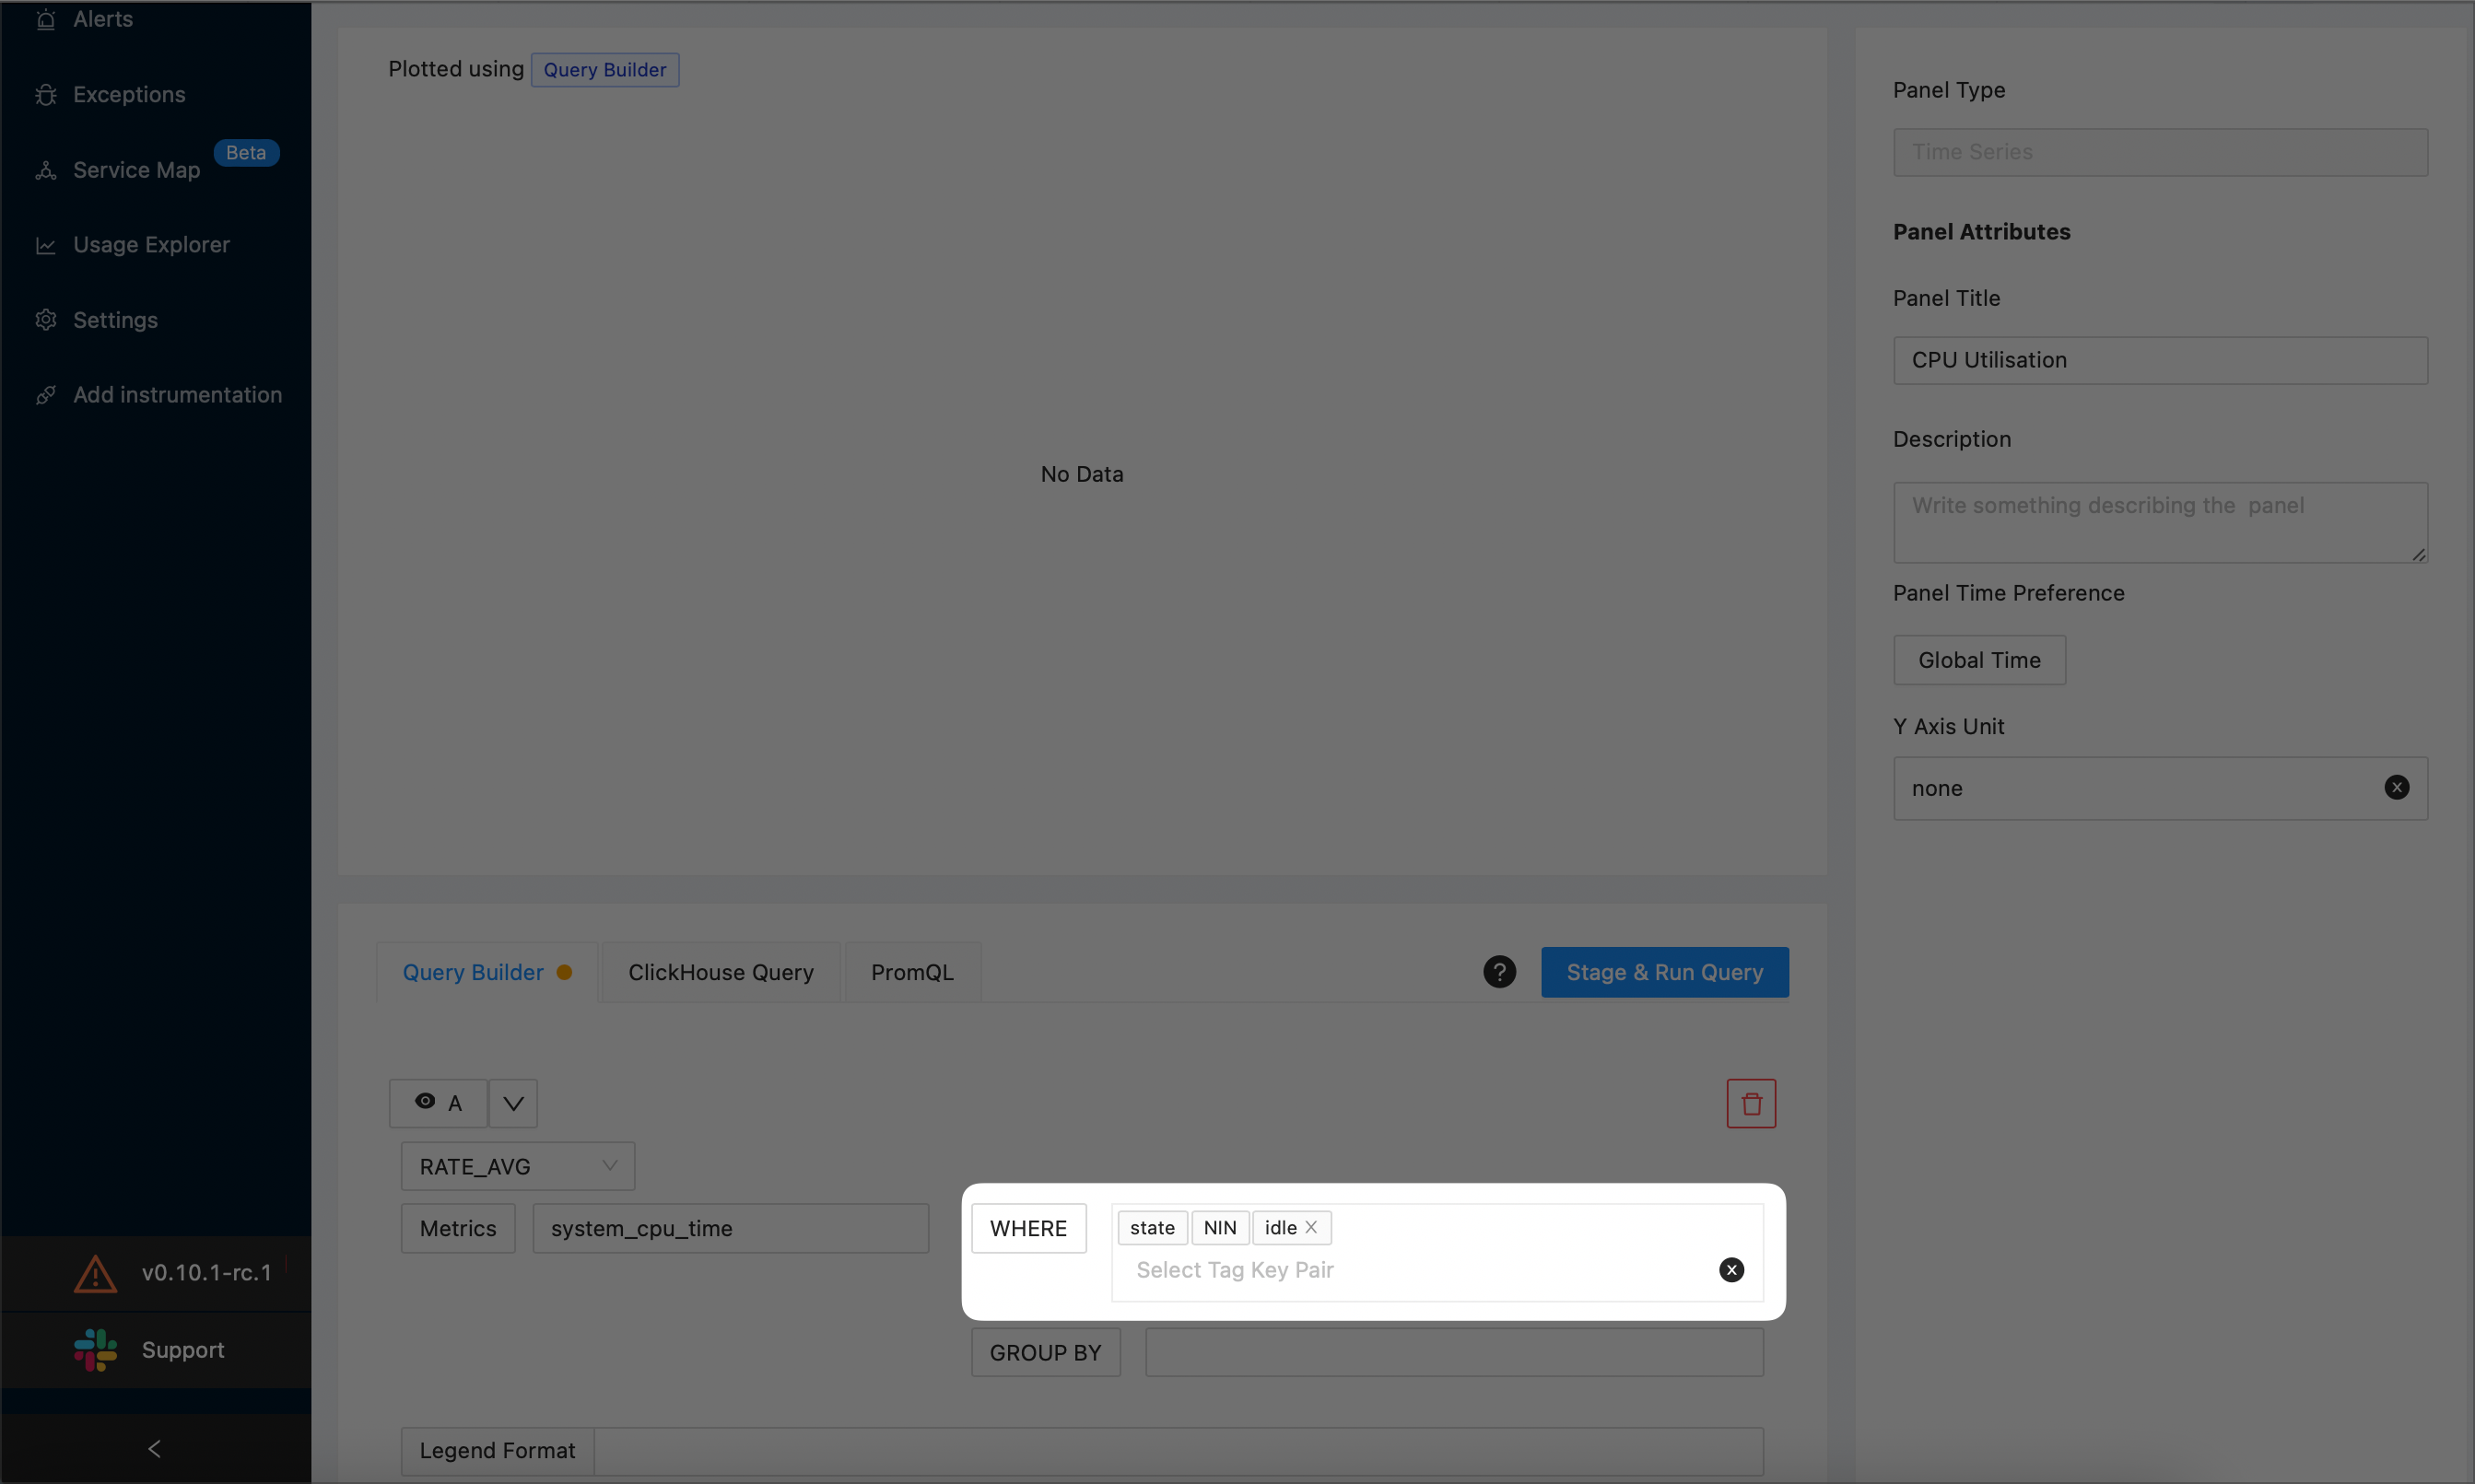 Alerts
Exceptions
Service Map
Beta
Usage Explorer
Settings
Add instrumentation
v0.10.1-rc.1
Support
Plotted using Query Builder
No Data
Query Builder
ClickHouse Query
PromQL
?
Stage & Run Query
A
RATE_AVG
Metrics
system_cpu_time
WHERE
state
NIN
idle
Select Tag Key Pair
GROUP BY
Legend Format
Panel Type
Time Series
Panel Attributes
Panel Title
CPU Utilisation
Description
Write something describing the  panel
Panel Time Preference
Global Time
Y Axis Unit
none